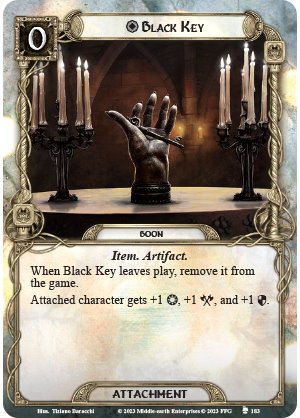 0
Black Key
BOON
Item. Artifact.
When Black Key leaves play, remove it from
the game.
Attached character gets +1 , +1 , and +1 .
ATTACHMENT
Illus. Tiziano Baracchi © 2023 Middle-earth Enterprises © 2023 FFG 183